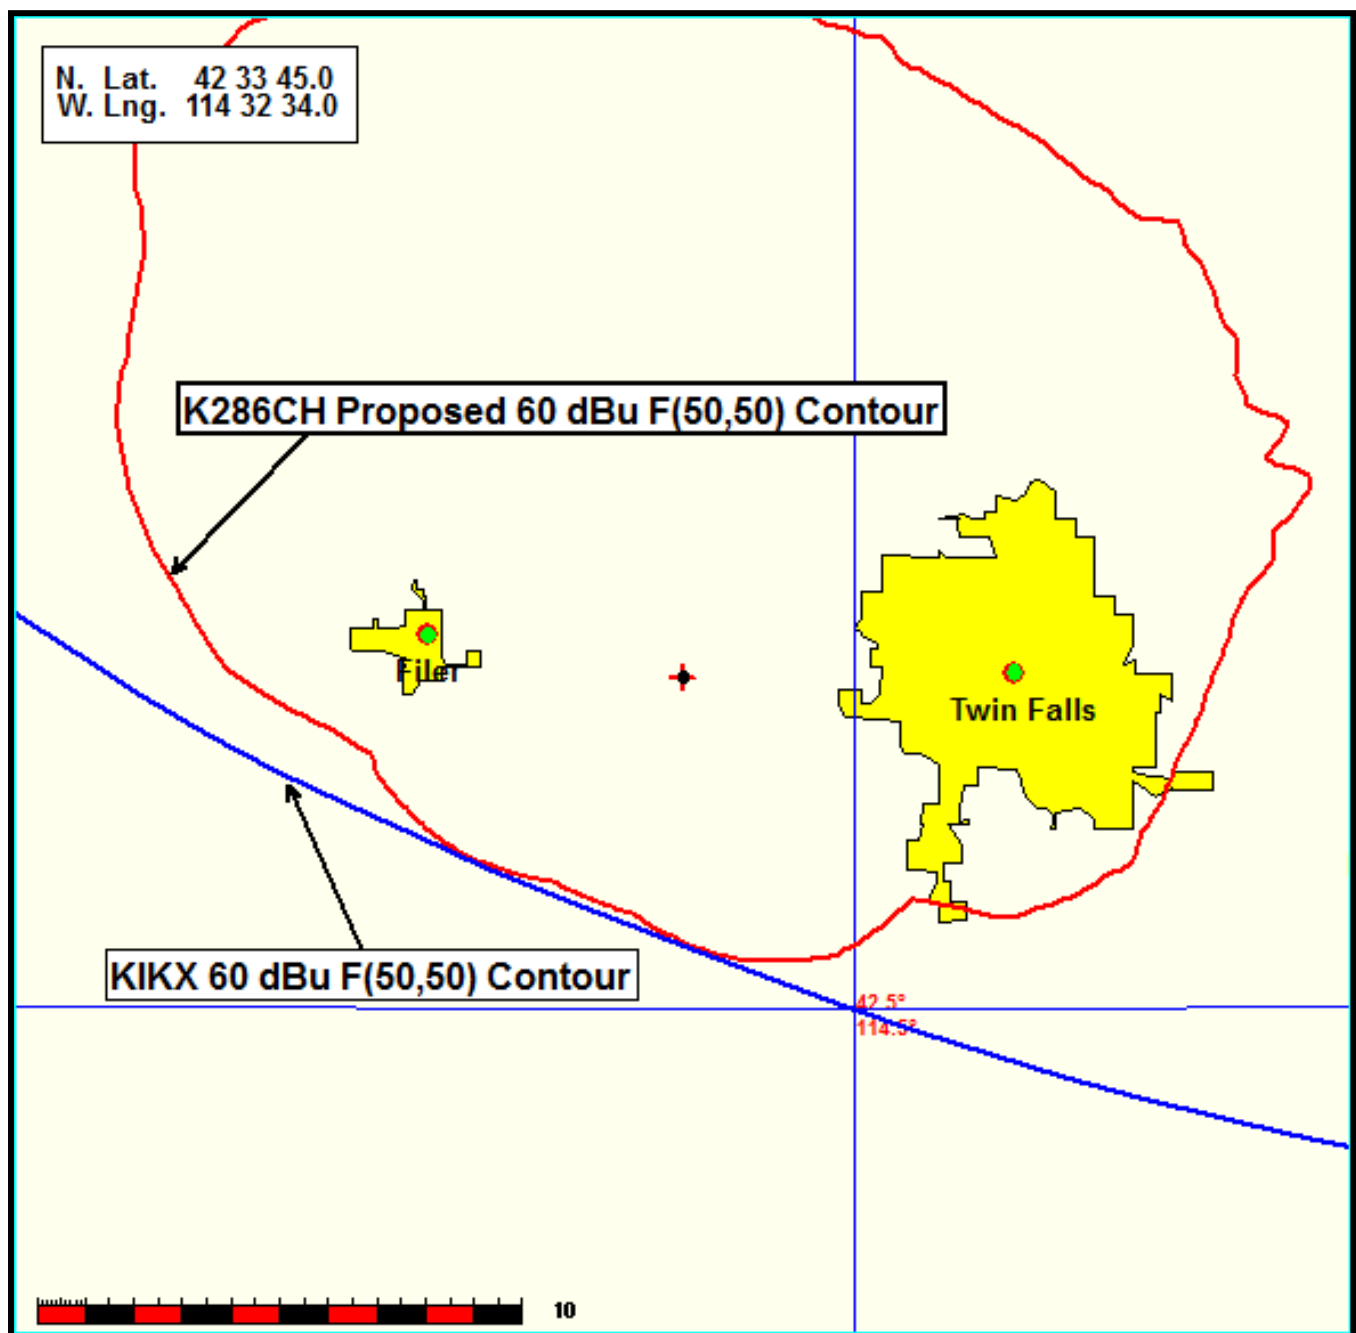 N. Lat. 42 33 45.0
W. Lng. 114 32 34.0
K286CH Proposed 60 dBu F(50,50) Contour
Filer
Twin Falls
KIKX 60 dBu F(50,50) Contour
42.5°
114.5°
10